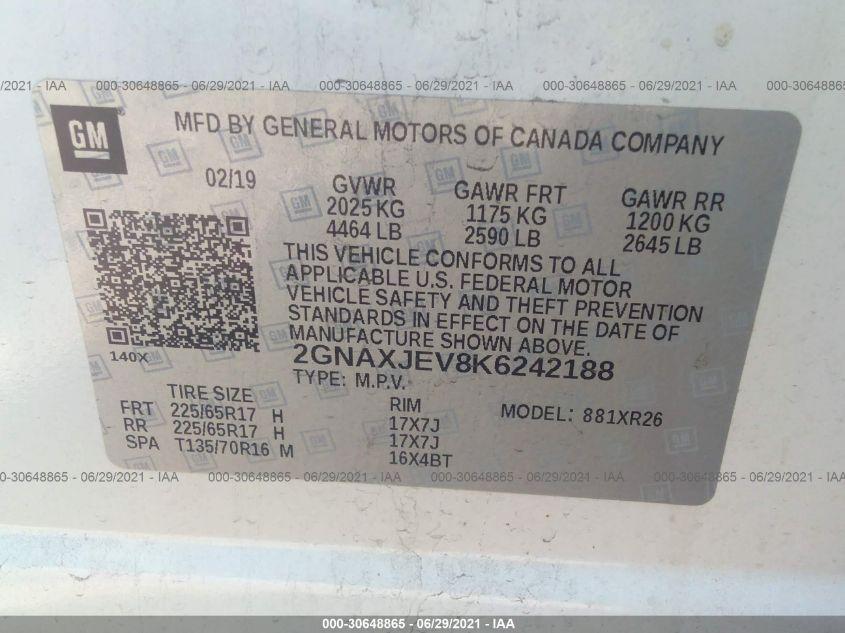 /2021 - IAA 000-30648865 - 06/29/2021 - IAA 000-30648865 - 06/29/2021 - IAA 000-30648865 - 06/29/2021 - IAA 000-30648865
GM
MFD BY GENERAL MOTORS OF CANADA COMPANY
02/19
GVWR GAWR FRT GAWR RR
2025 KG 1175 KG 1200 KG
4464 LB 2590 LB 2645 LB
THIS VEHICLE CONFORMS TO ALL
APPLICABLE U.S. FEDERAL MOTOR
VEHICLE SAFETY AND THEFT PREVENTION
STANDARDS IN EFFECT ON THE DATE OF
MANUFACTURE SHOWN ABOVE.
140X
2GNAXJEV8K6242188
TYPE: M.P.V.
TIRE SIZE RIM MODEL: 881XR26
FRT 225/65R17 H 17X7J
RR 225/65R17 H 17X7J
SPA T135/70R16 M 16X4BT
/2021 - IAA 000-30648865 - 06/29/2021 - IAA 000-30648865 - 06/29/2021 - IAA 000-30648865 - 06/29/2021 - IAA 000-30648865
000-30648865 - 06/29/2021 - IAA